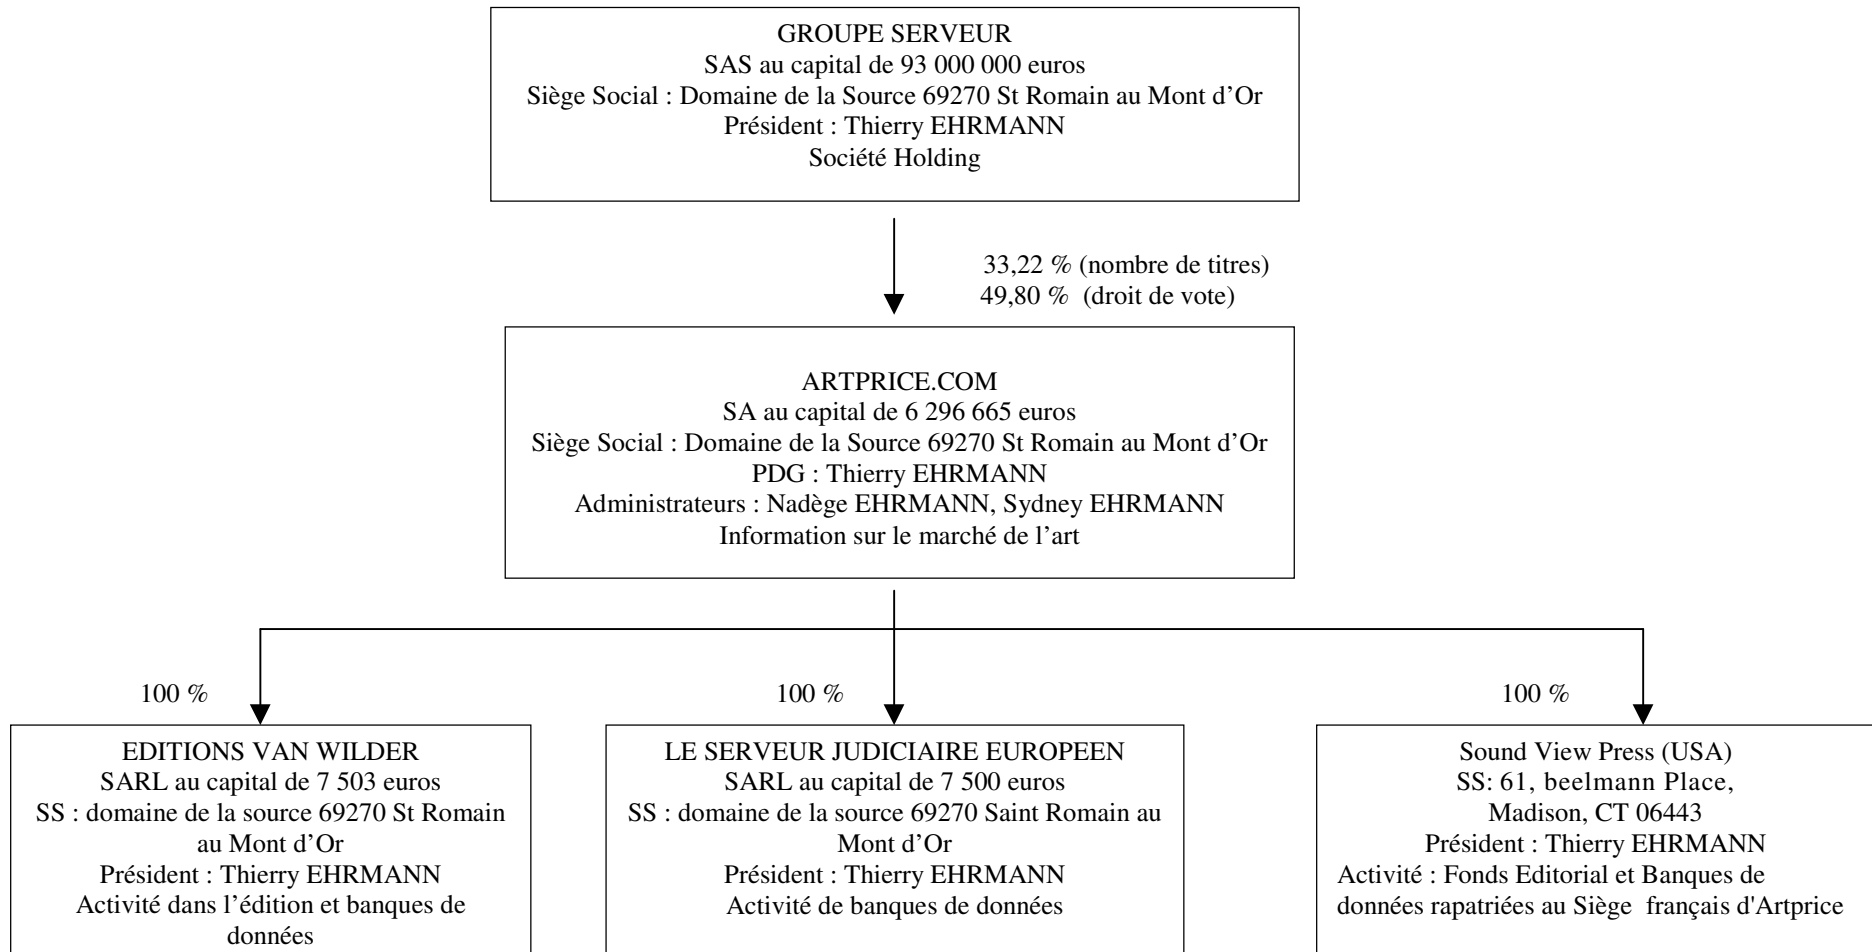 GROUPE SERVEUR
SAS au capital de 93 000 000 euros
Siège Social : Domaine de la Source 69270 St Romain au Mont d’Or
Président : Thierry EHRMANN
Société Holding
33,22 % (nombre de titres)
49,80 % (droit de vote)
ARTPRICE.COM
SA au capital de 6 296 665 euros
Siège Social : Domaine de la Source 69270 St Romain au Mont d’Or
PDG : Thierry EHRMANN
Administrateurs : Nadège EHRMANN, Sydney EHRMANN
Information sur le marché de l’art
100 %
EDITIONS VAN WILDER
SARL au capital de 7 503 euros
SS : domaine de la source 69270 St Romain
au Mont d’Or
Président : Thierry EHRMANN
Activité dans l’édition et banques de
données
100 %
LE SERVEUR JUDICIAIRE EUROPEEN
SARL au capital de 7 500 euros
SS : domaine de la source 69270 Saint Romain au
Mont d’Or
Président : Thierry EHRMANN
Activité de banques de données
100 %
Sound View Press (USA)
SS: 61, beelmann Place,
Madison, CT 06443
Président : Thierry EHRMANN
Activité : Fonds Editorial et Banques de
données rapatriées au Siège français d'Artprice